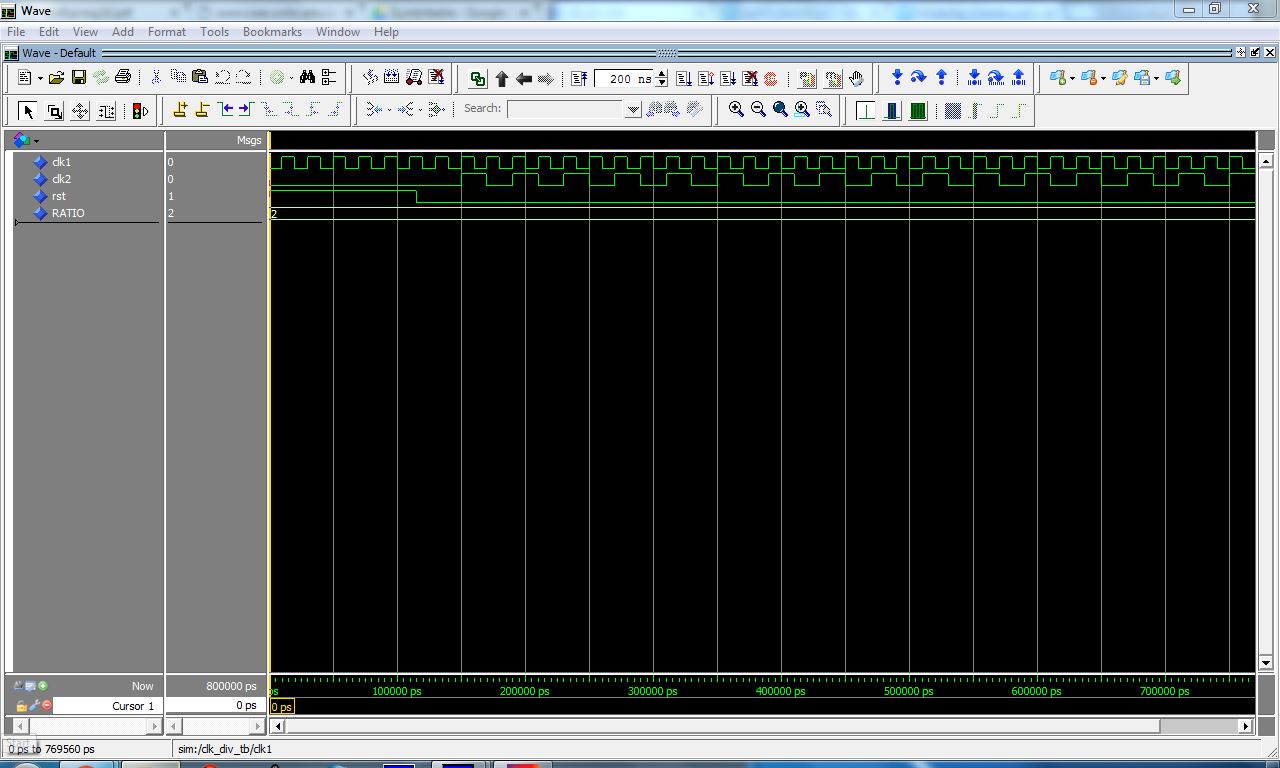 Wave
File Edit View Add Format Tools Bookmarks Window Help
Wave - Default
200 ns
Search:
Msgs
clk1 0
clk2 0
rst 1
RATIO 2 2
Now 800000 ps ps 100000 ps 200000 ps 300000 ps 400000 ps 500000 ps 600000 ps 700000 ps
Cursor 1 0 ps 0 ps
0 ps to 769560 ps sim:/clk_div_tb/clk1
Start